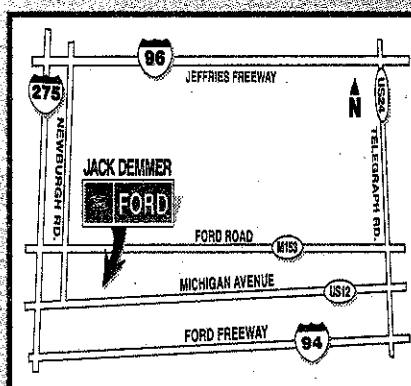 96
JEFFRIES FREEWAY
275
NEWBURGH RD.
N
US24
TELEGRAPH RD.
JACK DEMMER
FORD
FORD ROAD
M153
MICHIGAN AVENUE
US12
FORD FREEWAY
94